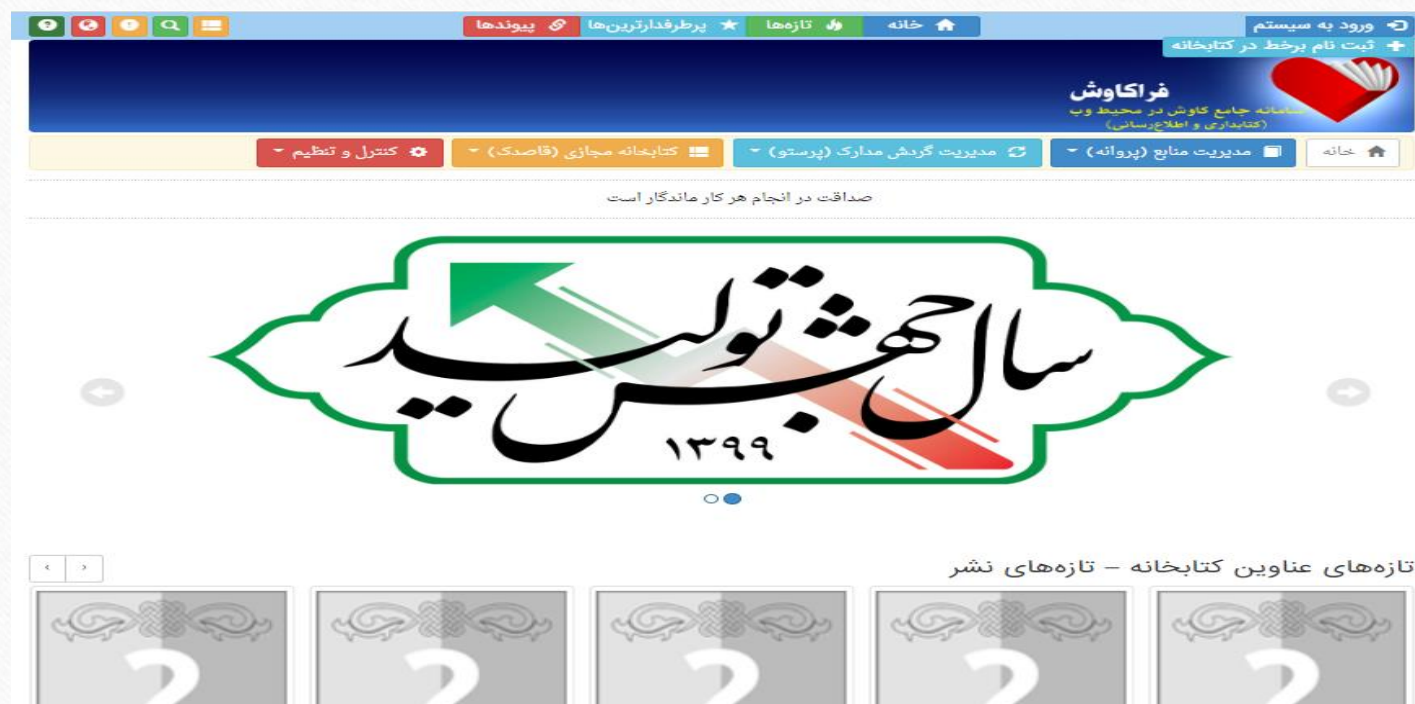 ورود به سیستم
خانه تازه‌ها پرطرفدارترین‌ها پیوندها
ثبت نام برخط در کتابخانه
فراکاوش
سامانه جامع کاوش در محیط وب
(کتابداری و اطلاع‌رسانی)
خانه مدیریت منابع (پروانه) مدیریت گردش مدارک (پرستو) کتابخانه مجازی (قاصدک) کنترل و تنظیم
صداقت در انجام هر کار ماندگار است
سال جهش تولید
۱۳۹۹
تازه‌های عناوین کتابخانه – تازه‌های نشر
? ? ? ? ?